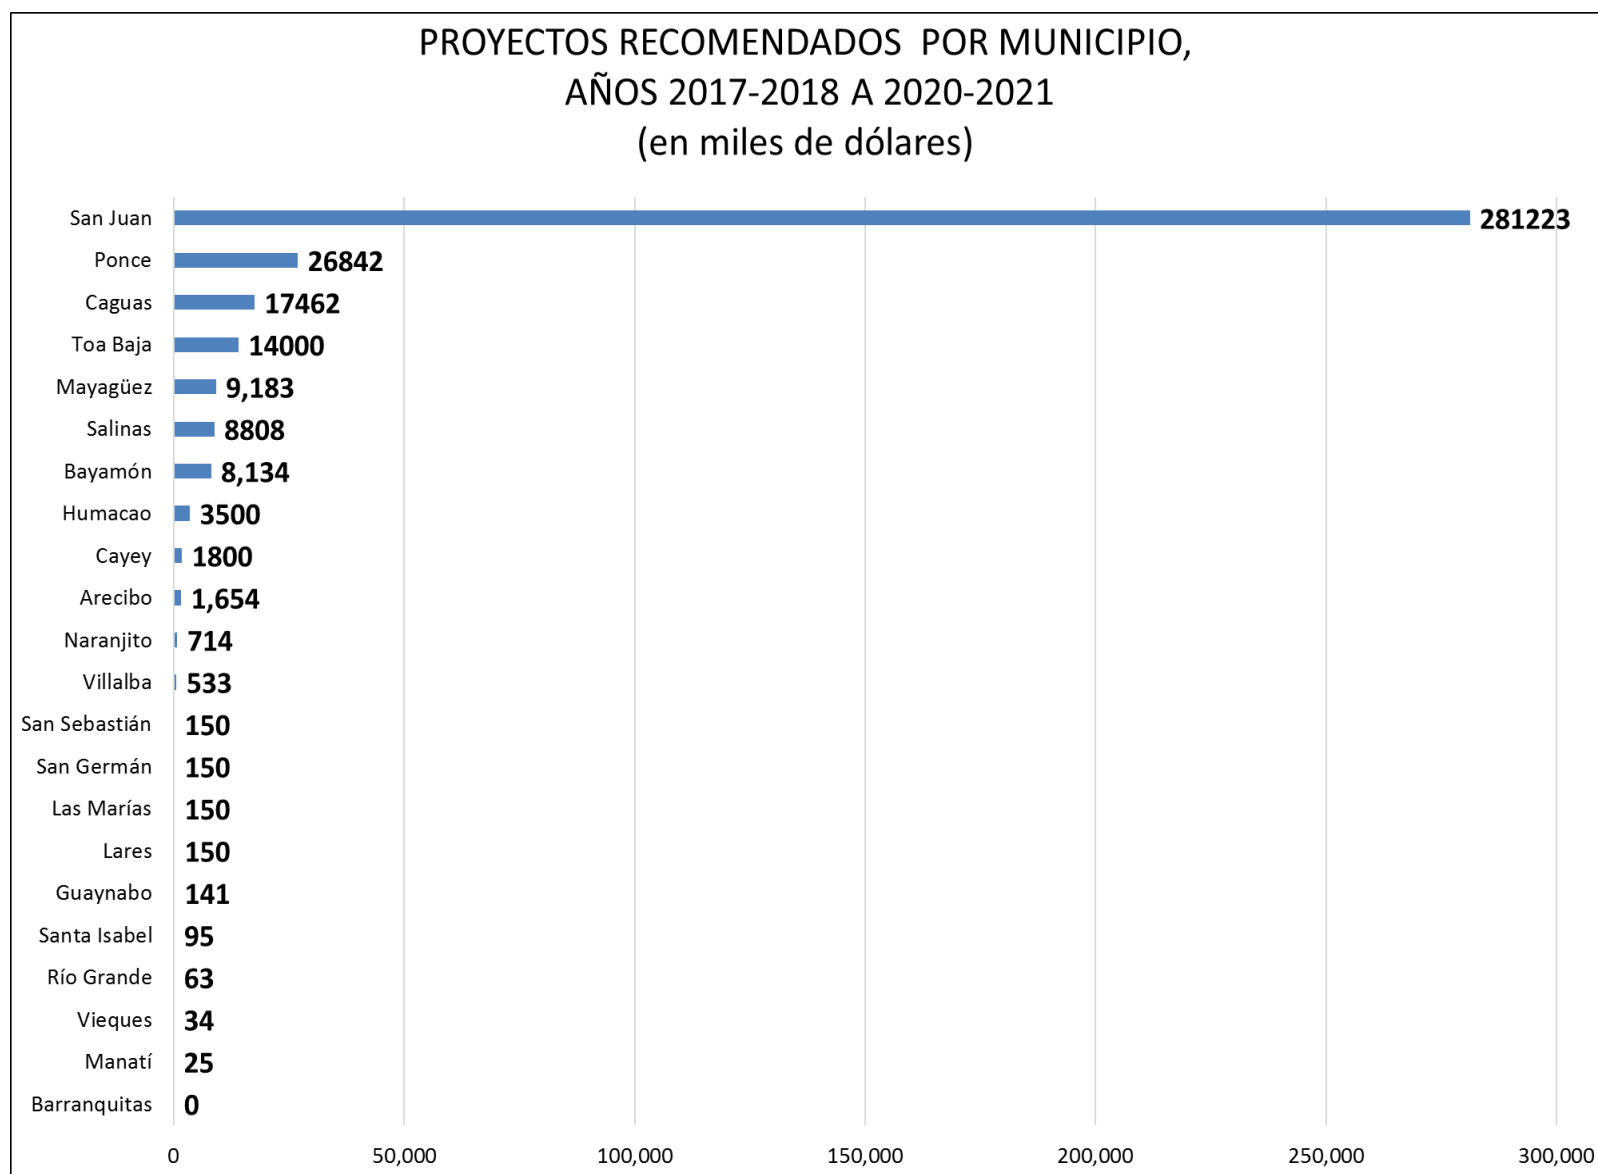 PROYECTOS RECOMENDADOS POR MUNICIPIO,
AÑOS 2017-2018 A 2020-2021
(en miles de dólares)
San Juan 281223
Ponce 26842
Caguas 17462
Toa Baja 14000
Mayagüez 9,183
Salinas 8808
Bayamón 8,134
Humacao 3500
Cayey 1800
Arecibo 1,654
Naranjito 714
Villalba 533
San Sebastián 150
San Germán 150
Las Marías 150
Lares 150
Guaynabo 141
Santa Isabel 95
Río Grande 63
Vieques 34
Manatí 25
Barranquitas 0
0 50,000 100,000 150,000 200,000 250,000 300,000